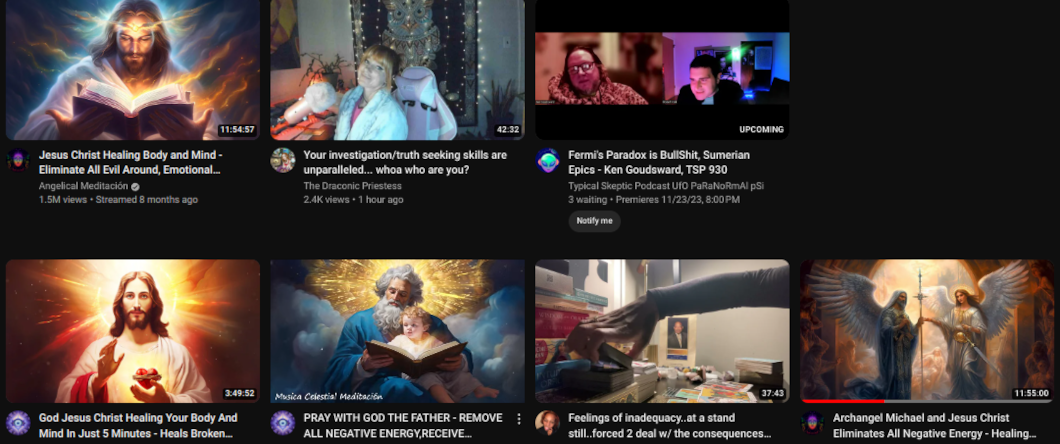 11:54:57
42:32
UPCOMING
Jesus Christ Healing Body and Mind -
Eliminate All Evil Around, Emotional...
Angelical Meditación
1.5M views • Streamed 8 months ago
Your investigation/truth seeking skills are
unparalleled... whoa who are you?
The Draconic Priestess
2.4K views • 1 hour ago
Fermi's Paradox is BullShit, Sumerian
Epics - Ken Goudsward, TSP 930
Typical Skeptic Podcast UfO PaRaNoRmAl pSi
3 waiting • Premieres 11/23/23, 8:00 PM
Notify me
3:49:52
Musica Celestial Meditación
37:43
11:55:00
God Jesus Christ Healing Your Body And
Mind In Just 5 Minutes - Heals Broken...
PRAY WITH GOD THE FATHER - REMOVE
ALL NEGATIVE ENERGY,RECEIVE...
Feelings of inadequacy..at a stand
still..forced 2 deal w/ the consequences...
Archangel Michael and Jesus Christ
Eliminates All Negative Energy - Healing...